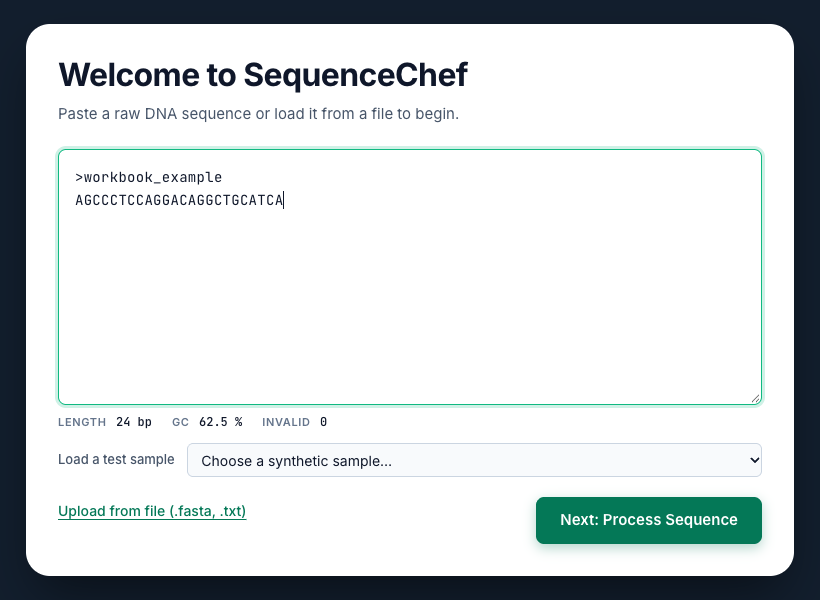 Welcome to SequenceChef
Paste a raw DNA sequence or load it from a file to begin.
>workbook_example
AGCCCTCCAGGACAGGCTGCATCA
LENGTH 24 bp GC 62.5 % INVALID 0
Load a test sample Choose a synthetic sample...
Upload from file (.fasta, .txt) Next: Process Sequence